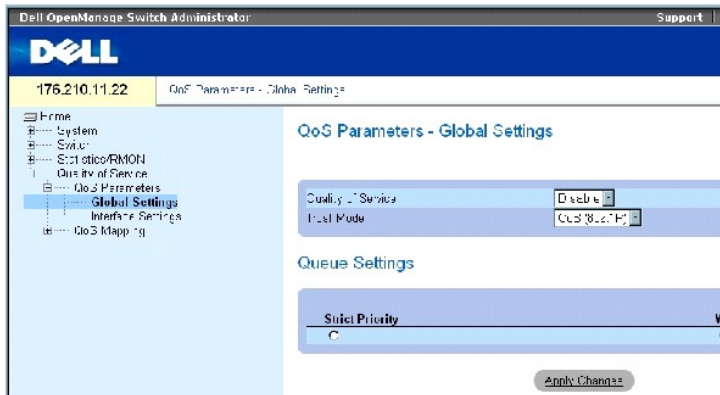 Dell OpenManage Switch Administrator
Support
DELL
176.210.11.22
QoS Parameters - Global Settings
Home
System
Switch
Statistics/RMON
Quality of Service
QoS Parameters
Global Settings
Interface Settings
QoS Mapping
QoS Parameters - Global Settings
Quality of Service
Disable
Trust Mode
CoS (802.1P)
Queue Settings
Strict Priority
Apply Changes